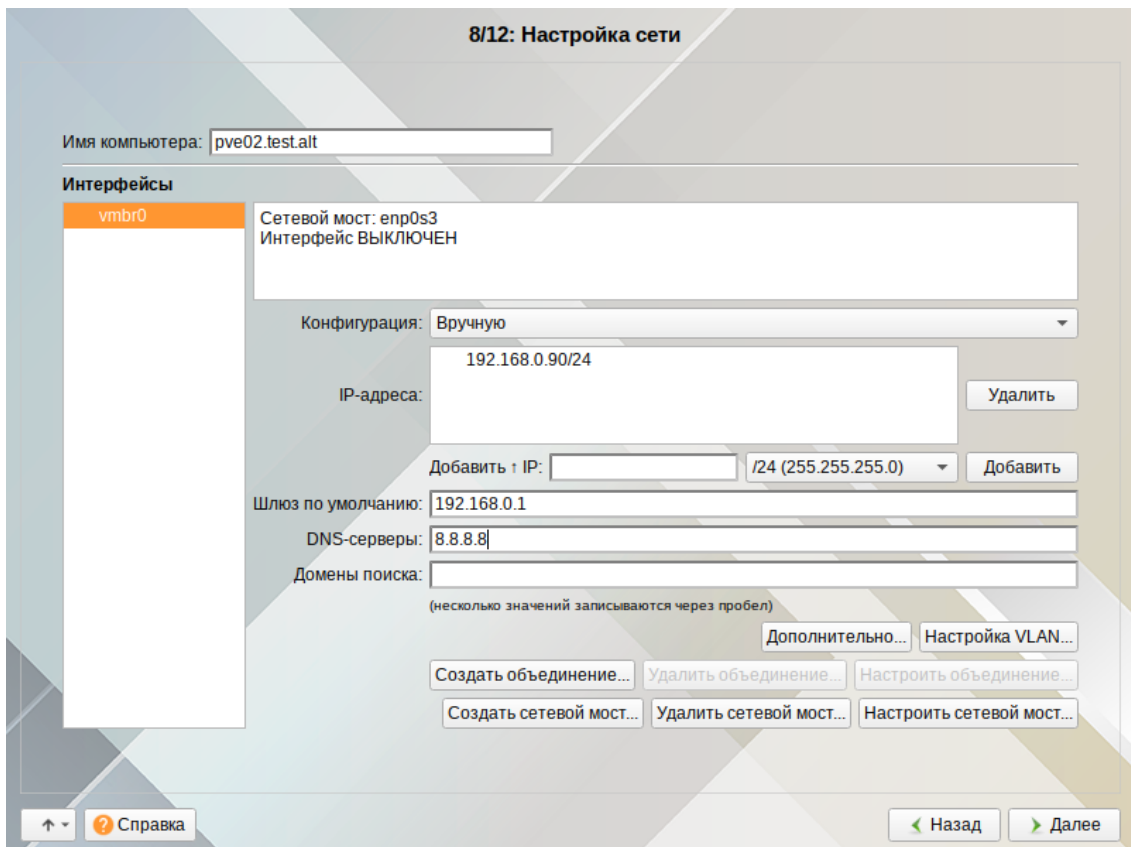 8/12: Настройка сети
Имя компьютера: pve02.test.alt
Интерфейсы
vmbr0
Сетевой мост: enp0s3
Интерфейс ВЫКЛЮЧЕН
Конфигурация: Вручную
192.168.0.90/24
IP-адреса: Удалить
Добавить ↑ IP: /24 (255.255.255.0) Добавить
Шлюз по умолчанию: 192.168.0.1
DNS-серверы: 8.8.8.8
Домены поиска:
(несколько значений записываются через пробел)
Дополнительно... Настройка VLAN...
Создать объединение... Удалить объединение... Настроить объединение...
Создать сетевой мост... Удалить сетевой мост... Настроить сетевой мост...
Справка Назад Далее